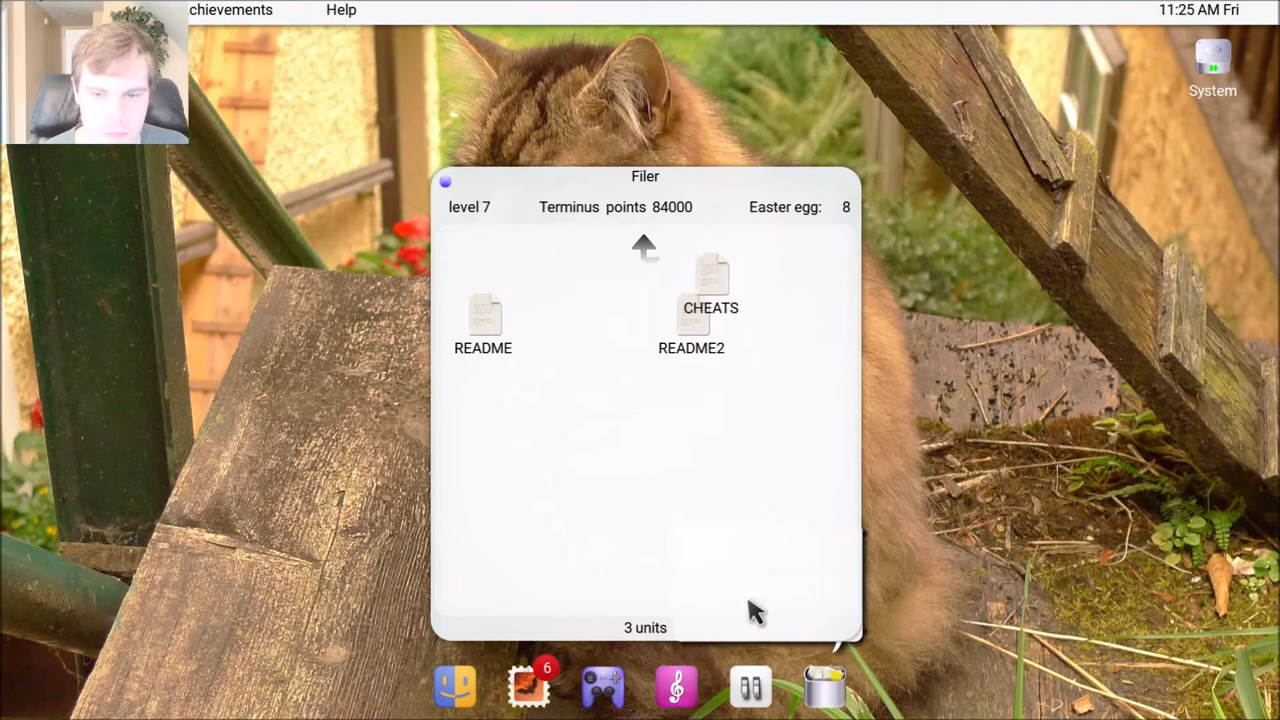 chievements Help 11:25 AM Fri
System
Filer
level 7 Terminus points 84000 Easter egg: 8
CHEATS
README README2
3 units
6